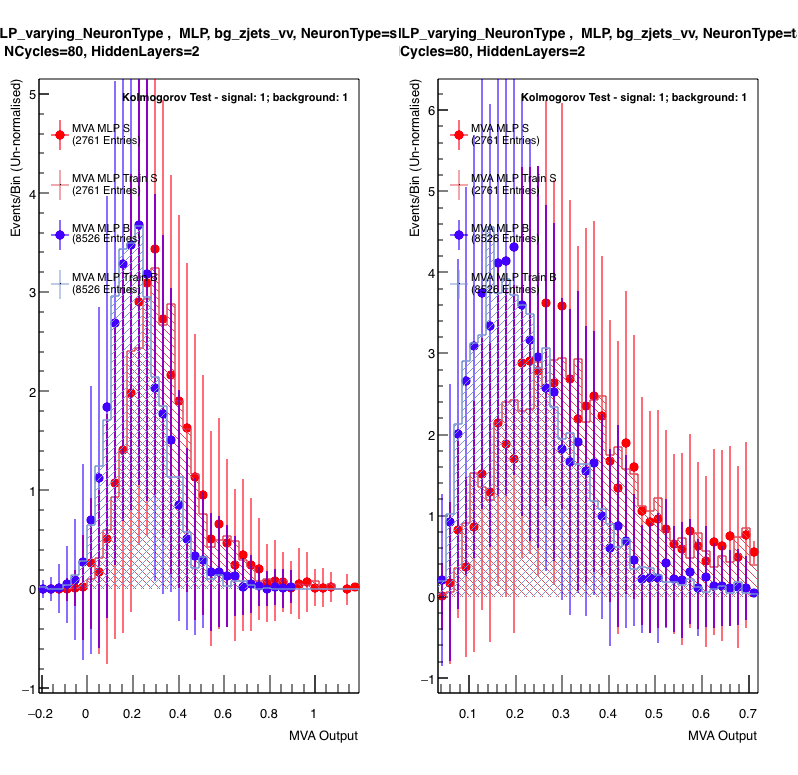 LP_varying_NeuronType , MLP, bg_zjets_vv, NeuronType=s
NCycles=80, HiddenLayers=2
Events/Bin (Un-normalised)
Kolmogorov Test - signal: 1; background: 1
MVA MLP S
(2761 Entries)
MVA MLP Train S
(2761 Entries)
MVA MLP B
(8526 Entries)
MVA MLP Train B
(8526 Entries)
5
4
3
2
1
0
−1
−0.2 0 0.2 0.4 0.6 0.8 1
MVA Output
LP_varying_NeuronType , MLP, bg_zjets_vv, NeuronType=t
Cycles=80, HiddenLayers=2
Events/Bin (Un-normalised)
Kolmogorov Test - signal: 1; background: 1
MVA MLP S
(2761 Entries)
MVA MLP Train S
(2761 Entries)
MVA MLP B
(8526 Entries)
MVA MLP Train B
(8526 Entries)
6
5
4
3
2
1
0
−1
0.1 0.2 0.3 0.4 0.5 0.6 0.7
MVA Output